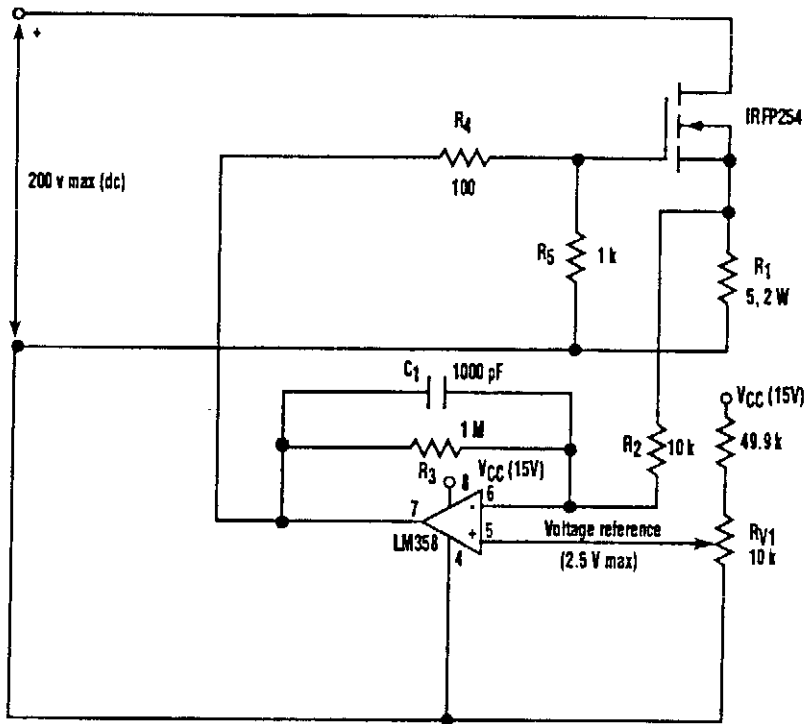 +
IRFP254
R4
100
200 v max (dc)
R5
1 k
R1
5, 2 W
C1
1000 pF
VCC (15V)
1 M
R2
10 k
49.9 k
R3
VCC (15V)
8
6
7
-
+
5
LM358
4
Voltage reference
(2.5 V max)
RV1
10 k